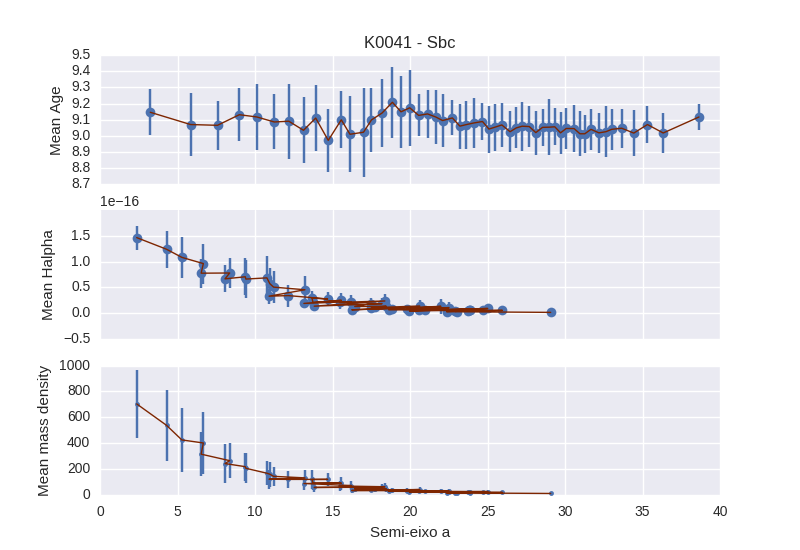 K0041 - Sbc
9.5
9.4
9.3
9.2
9.1
9.0
8.9
8.8
8.7
Mean Age
1e−16
1.5
1.0
0.5
0.0
−0.5
Mean Halpha
1000
800
600
400
200
0
Mean mass density
0 5 10 15 20 25 30 35 40
Semi-eixo a